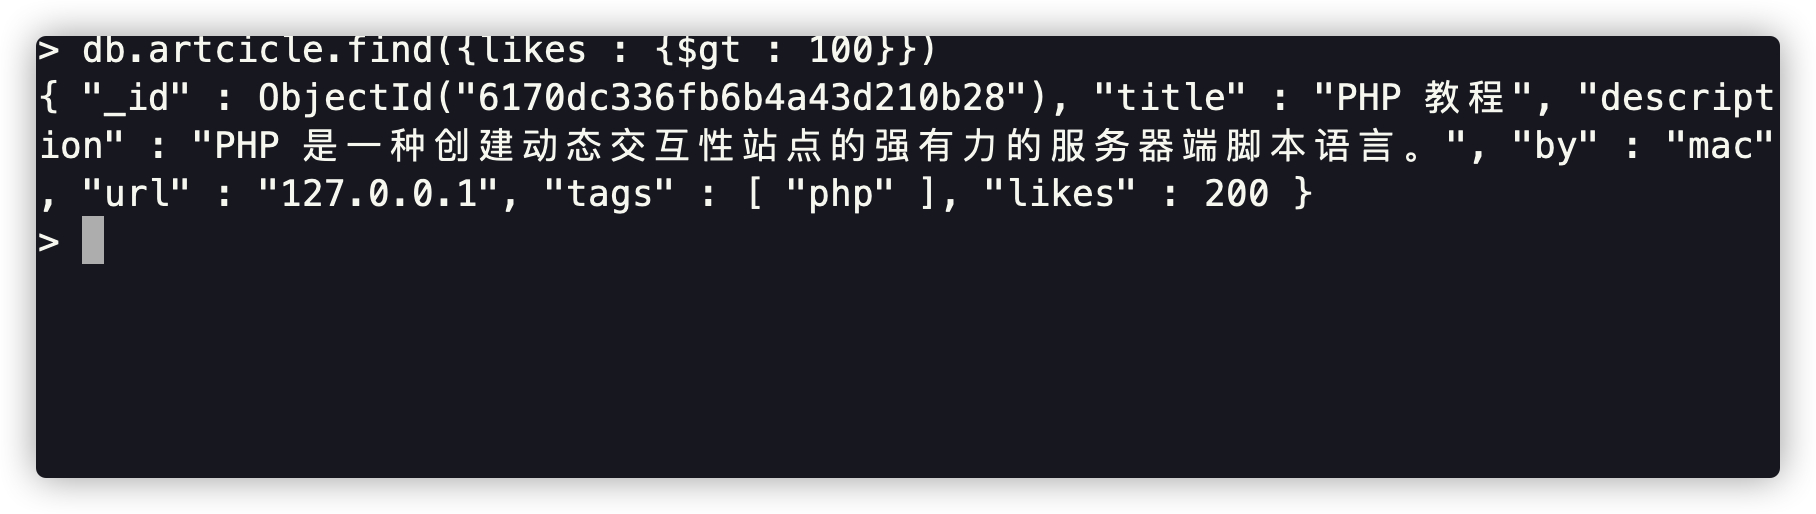 > db.artcicle.find({likes : {$gt : 100}})
{ "_id" : ObjectId("6170dc336fb6b4a43d210b28"), "title" : "PHP 教程", "descript
ion" : "PHP 是一种创建动态交互性站点的强有力的服务器端脚本语言。", "by" : "mac"
, "url" : "127.0.0.1", "tags" : [ "php" ], "likes" : 200 }
>